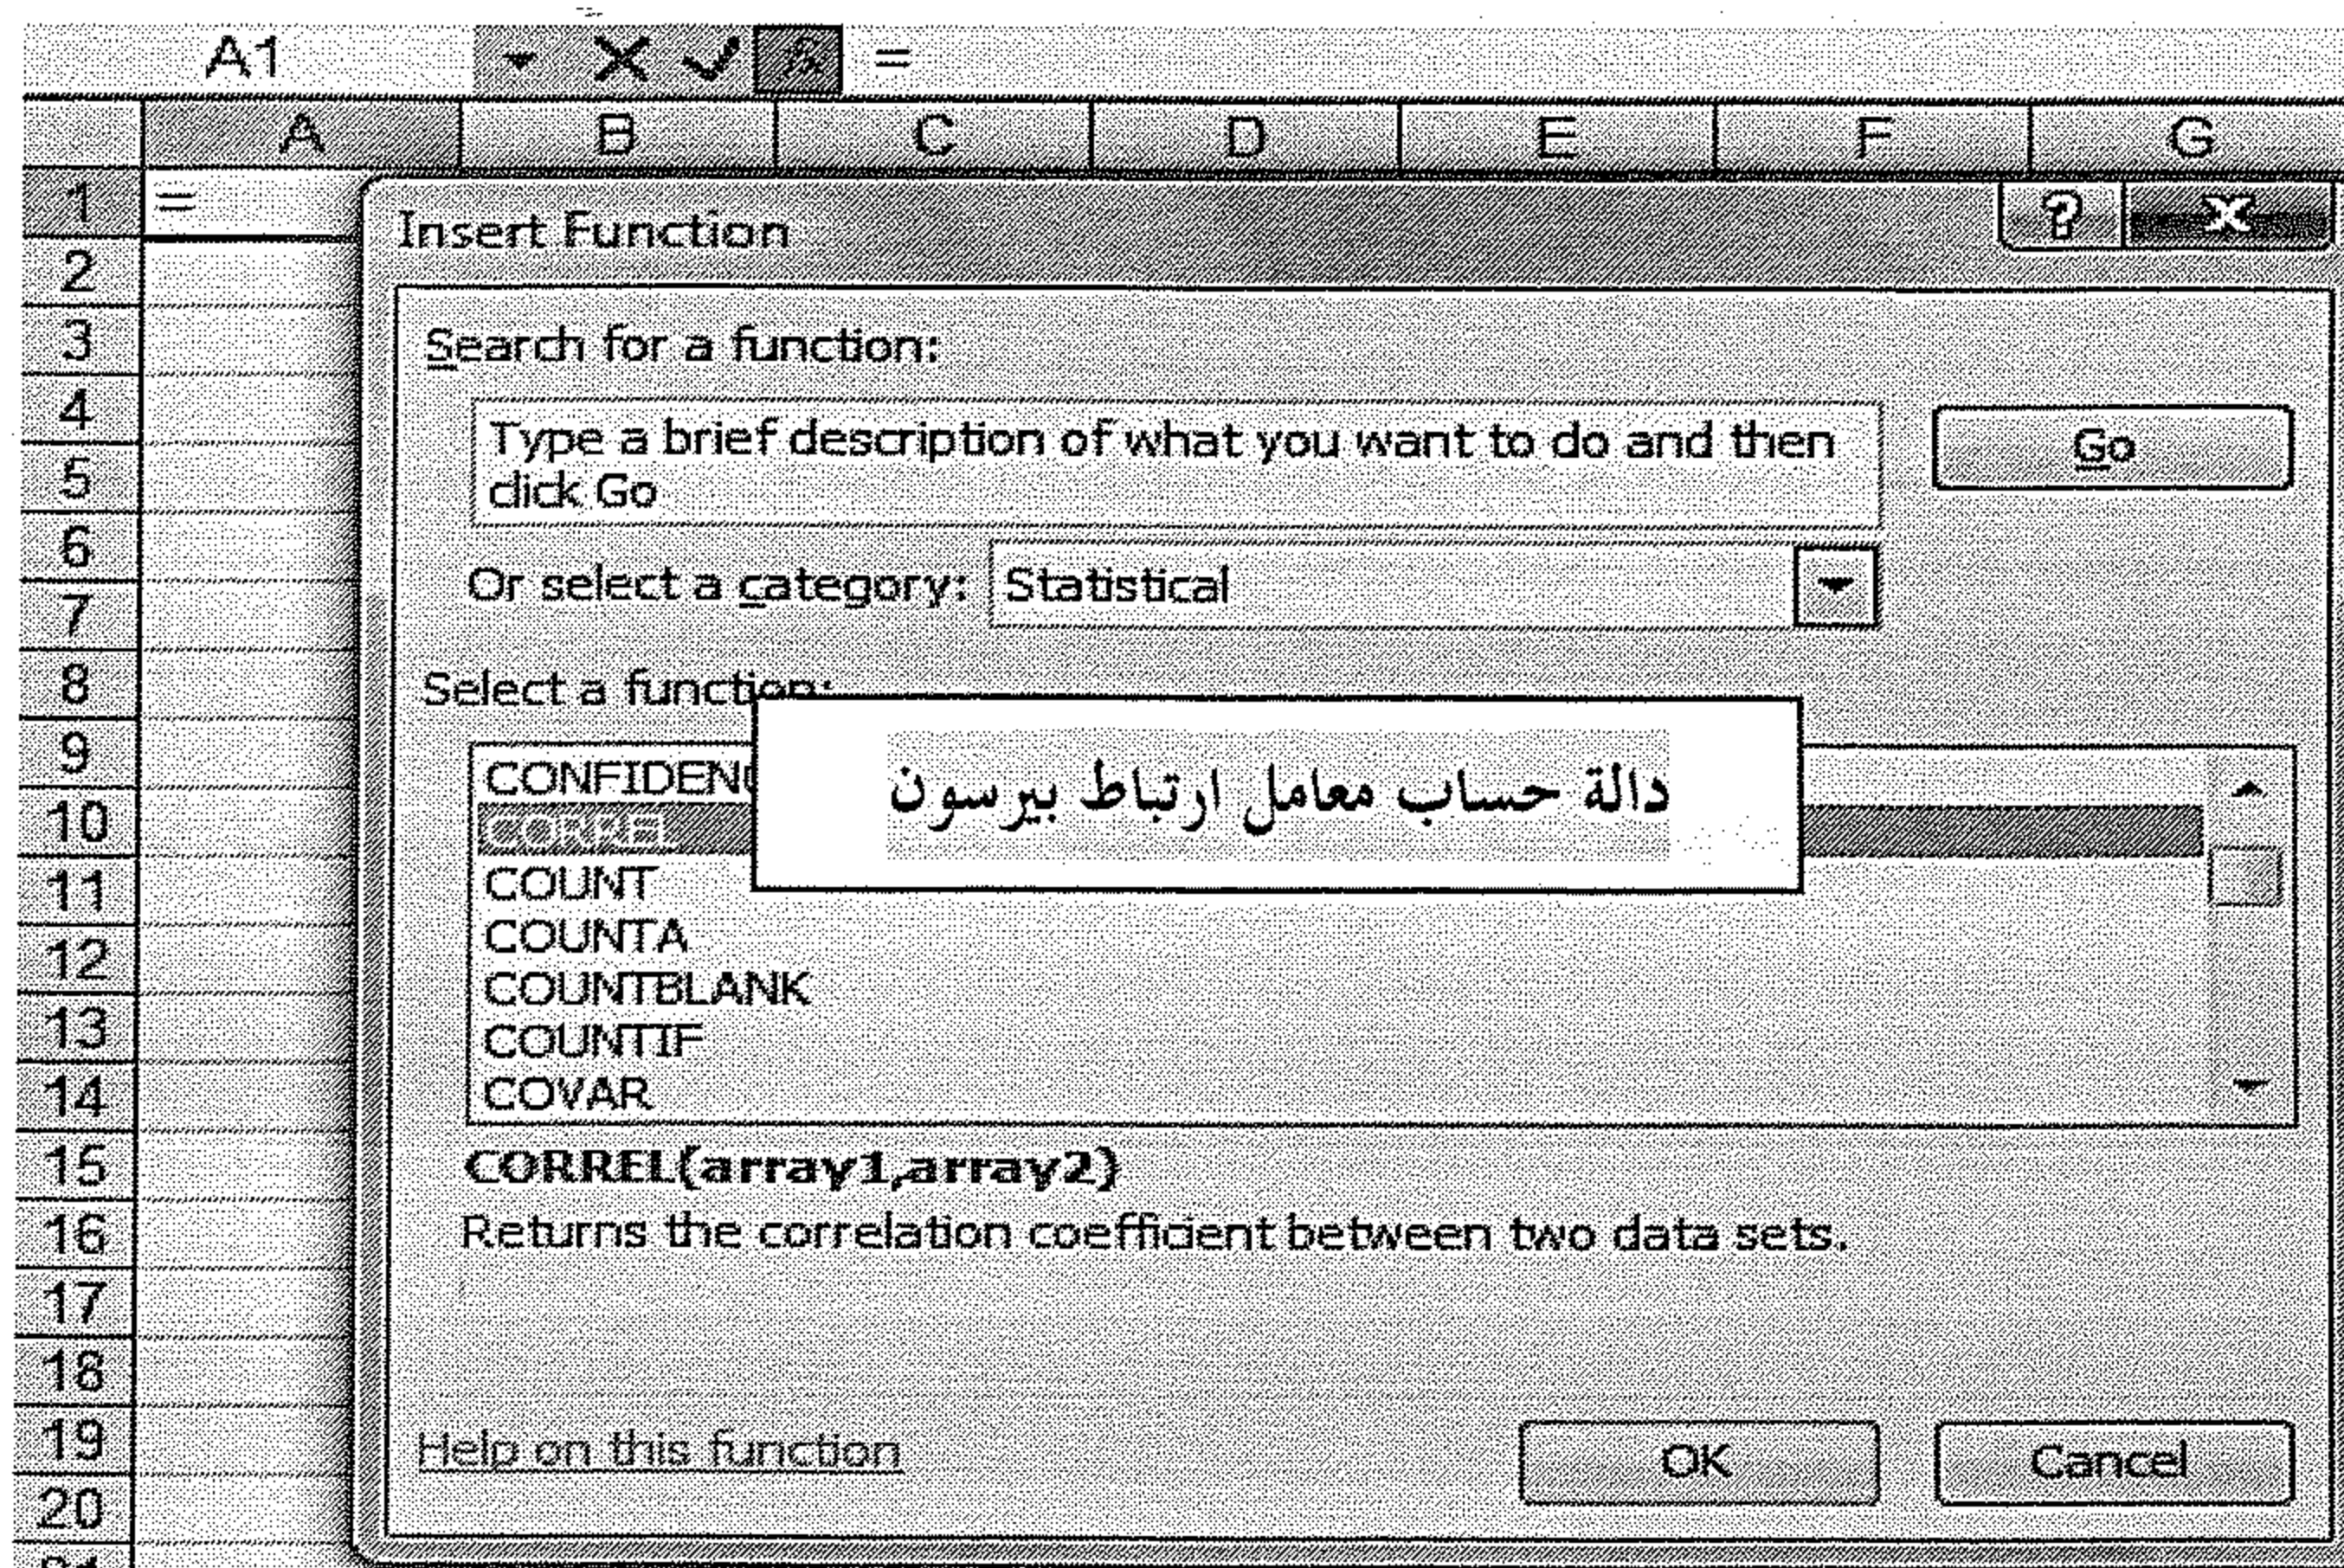 A1 fx =
A B C D E F G
1 =
2
3
4
5
6
7
8
9
10
11
12
13
14
15
16
17
18
19
20
Insert Function
? X
Search for a function:
Type a brief description of what you want to do and then
click Go
Go
Or select a category: Statistical
Select a function:
دالة حساب معامل ارتباط بيرسون
CORREL
COUNT
COUNTA
COUNTBLANK
COUNTIF
COVAR
CORREL(array1,array2)
Returns the correlation coefficient between two data sets.
Help on this function
OK Cancel